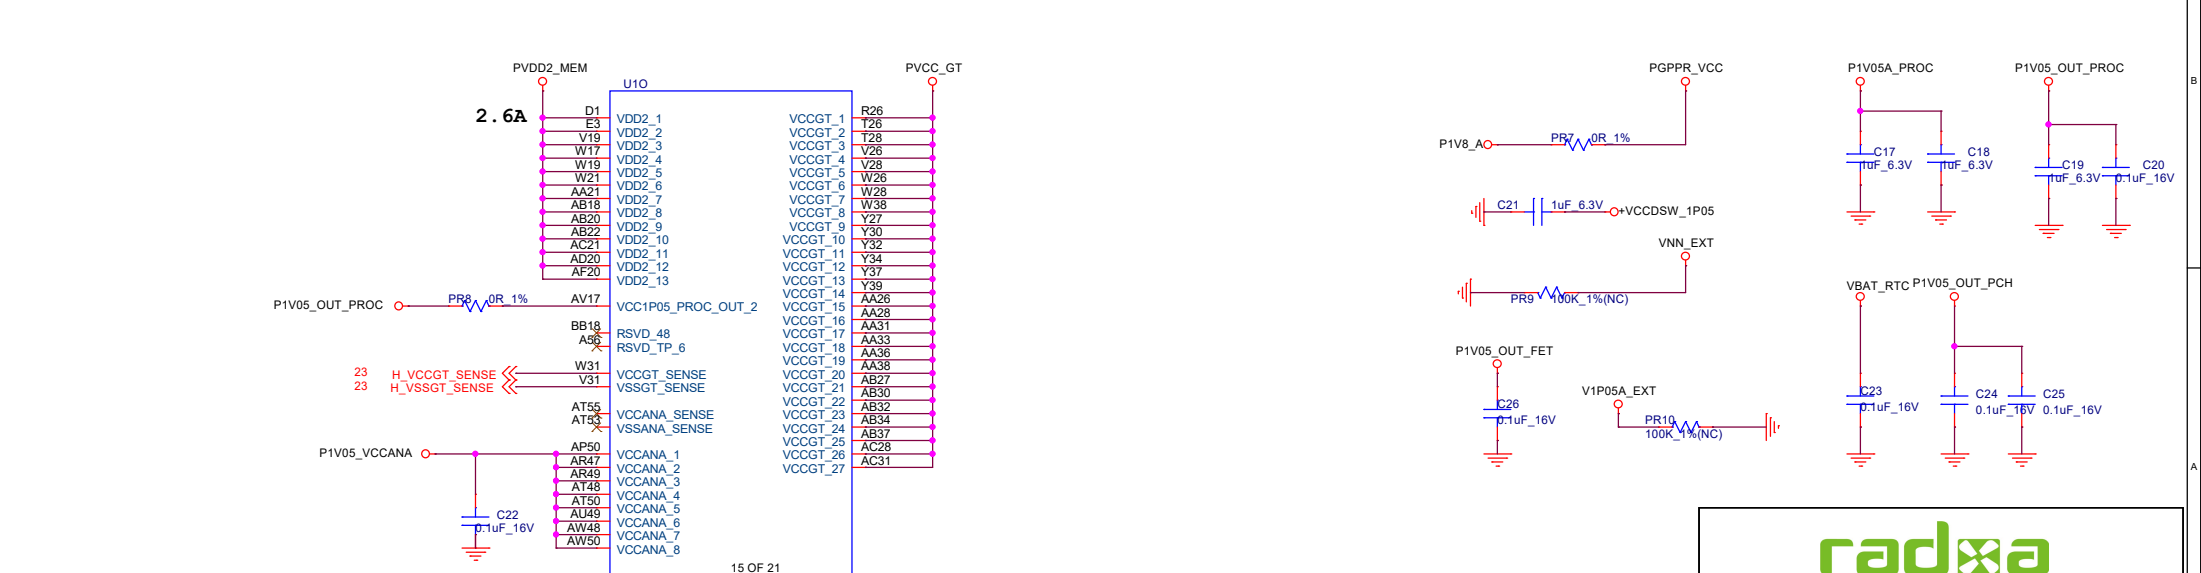 PVDD2_MEM
2.6A
U1O
PVCC_GT
D1 VDD2_1
E3 VDD2_2
V19 VDD2_3
W17 VDD2_4
W19 VDD2_5
W21 VDD2_6
AA21 VDD2_7
AB18 VDD2_8
AB20 VDD2_9
AB22 VDD2_10
AC21 VDD2_11
AD20 VDD2_12
AF20 VDD2_13
P1V05_OUT_PROC PR8 0R_1% AV17 VCC1P05_PROC_OUT_2
BB18 RSVD_48
A56 RSVD_TP_6
23 H_VCCGT_SENSE W31 VCCGT_SENSE
23 H_VSSGT_SENSE V31 VSSGT_SENSE
AT55 VCCANA_SENSE
AT53 VSSANA_SENSE
P1V05_VCCANA AP50 VCCANA_1
AR47 VCCANA_2
AR49 VCCANA_3
AT48 VCCANA_4
AT50 VCCANA_5
AU49 VCCANA_6
AW48 VCCANA_7
AW50 VCCANA_8
C22
0.1uF_16V
VCCGT_1 R26
VCCGT_2 T26
VCCGT_3 T28
VCCGT_4 V26
VCCGT_5 V28
VCCGT_6 W26
VCCGT_7 W28
VCCGT_8 W38
VCCGT_9 Y27
VCCGT_10 Y30
VCCGT_11 Y32
VCCGT_12 Y34
VCCGT_13 Y37
VCCGT_14 Y39
VCCGT_15 AA26
VCCGT_16 AA28
VCCGT_17 AA31
VCCGT_18 AA33
VCCGT_19 AA36
VCCGT_20 AA38
VCCGT_21 AB27
VCCGT_22 AB30
VCCGT_23 AB32
VCCGT_24 AB34
VCCGT_25 AB37
VCCGT_26 AC28
VCCGT_27 AC31
15 OF 21
PGPPR_VCC
P1V8_A PR7 0R_1%
C21 1uF_6.3V +VCCDSW_1P05
VNN_EXT
PR9 100K_1%(NC)
P1V05_OUT_FET
C26
0.1uF_16V
V1P05A_EXT
PR10
100K_1%(NC)
P1V05A_PROC
C17
1uF_6.3V
C18
1uF_6.3V
P1V05_OUT_PROC
C19
1uF_6.3V
C20
0.1uF_16V
VBAT_RTC
C23
0.1uF_16V
P1V05_OUT_PCH
C24
0.1uF_16V
C25
0.1uF_16V
B
A
radxa